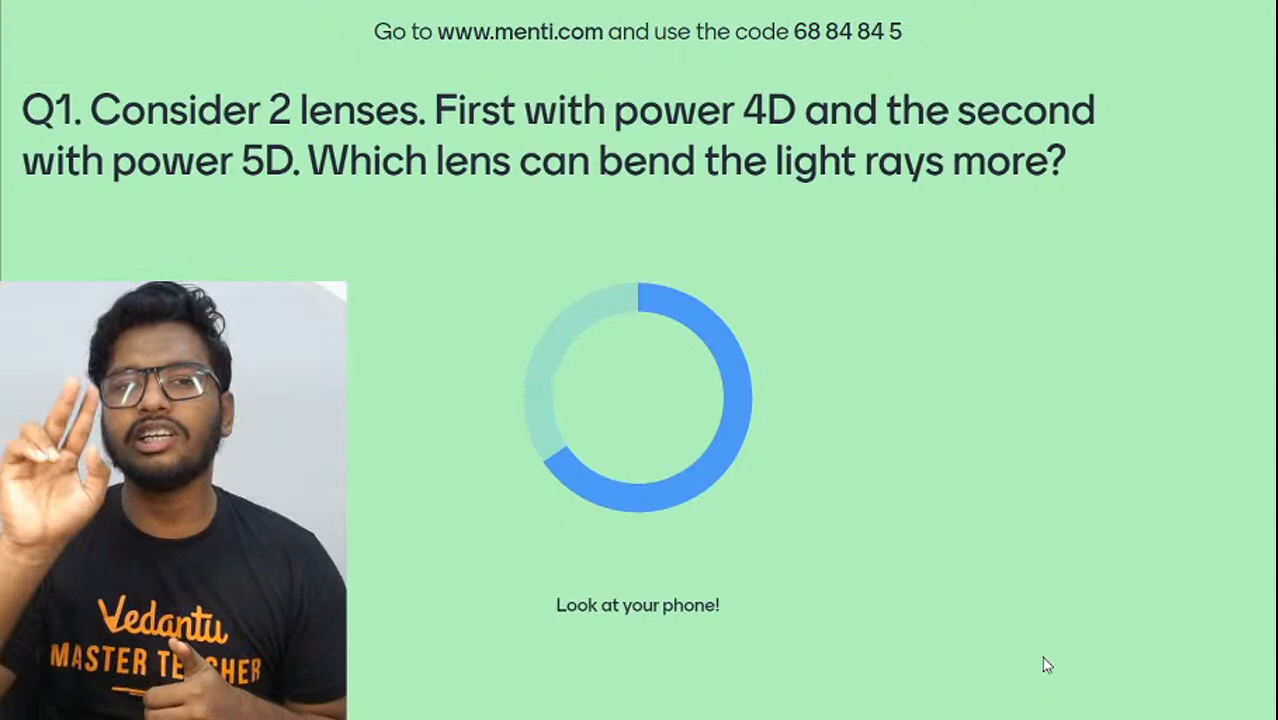 Go to www.menti.com and use the code 68 84 84 5
Q1. Consider 2 lenses. First with power 4D and the second
with power 5D. Which lens can bend the light rays more?
Look at your phone!
Vedantu
MASTER TEACHER